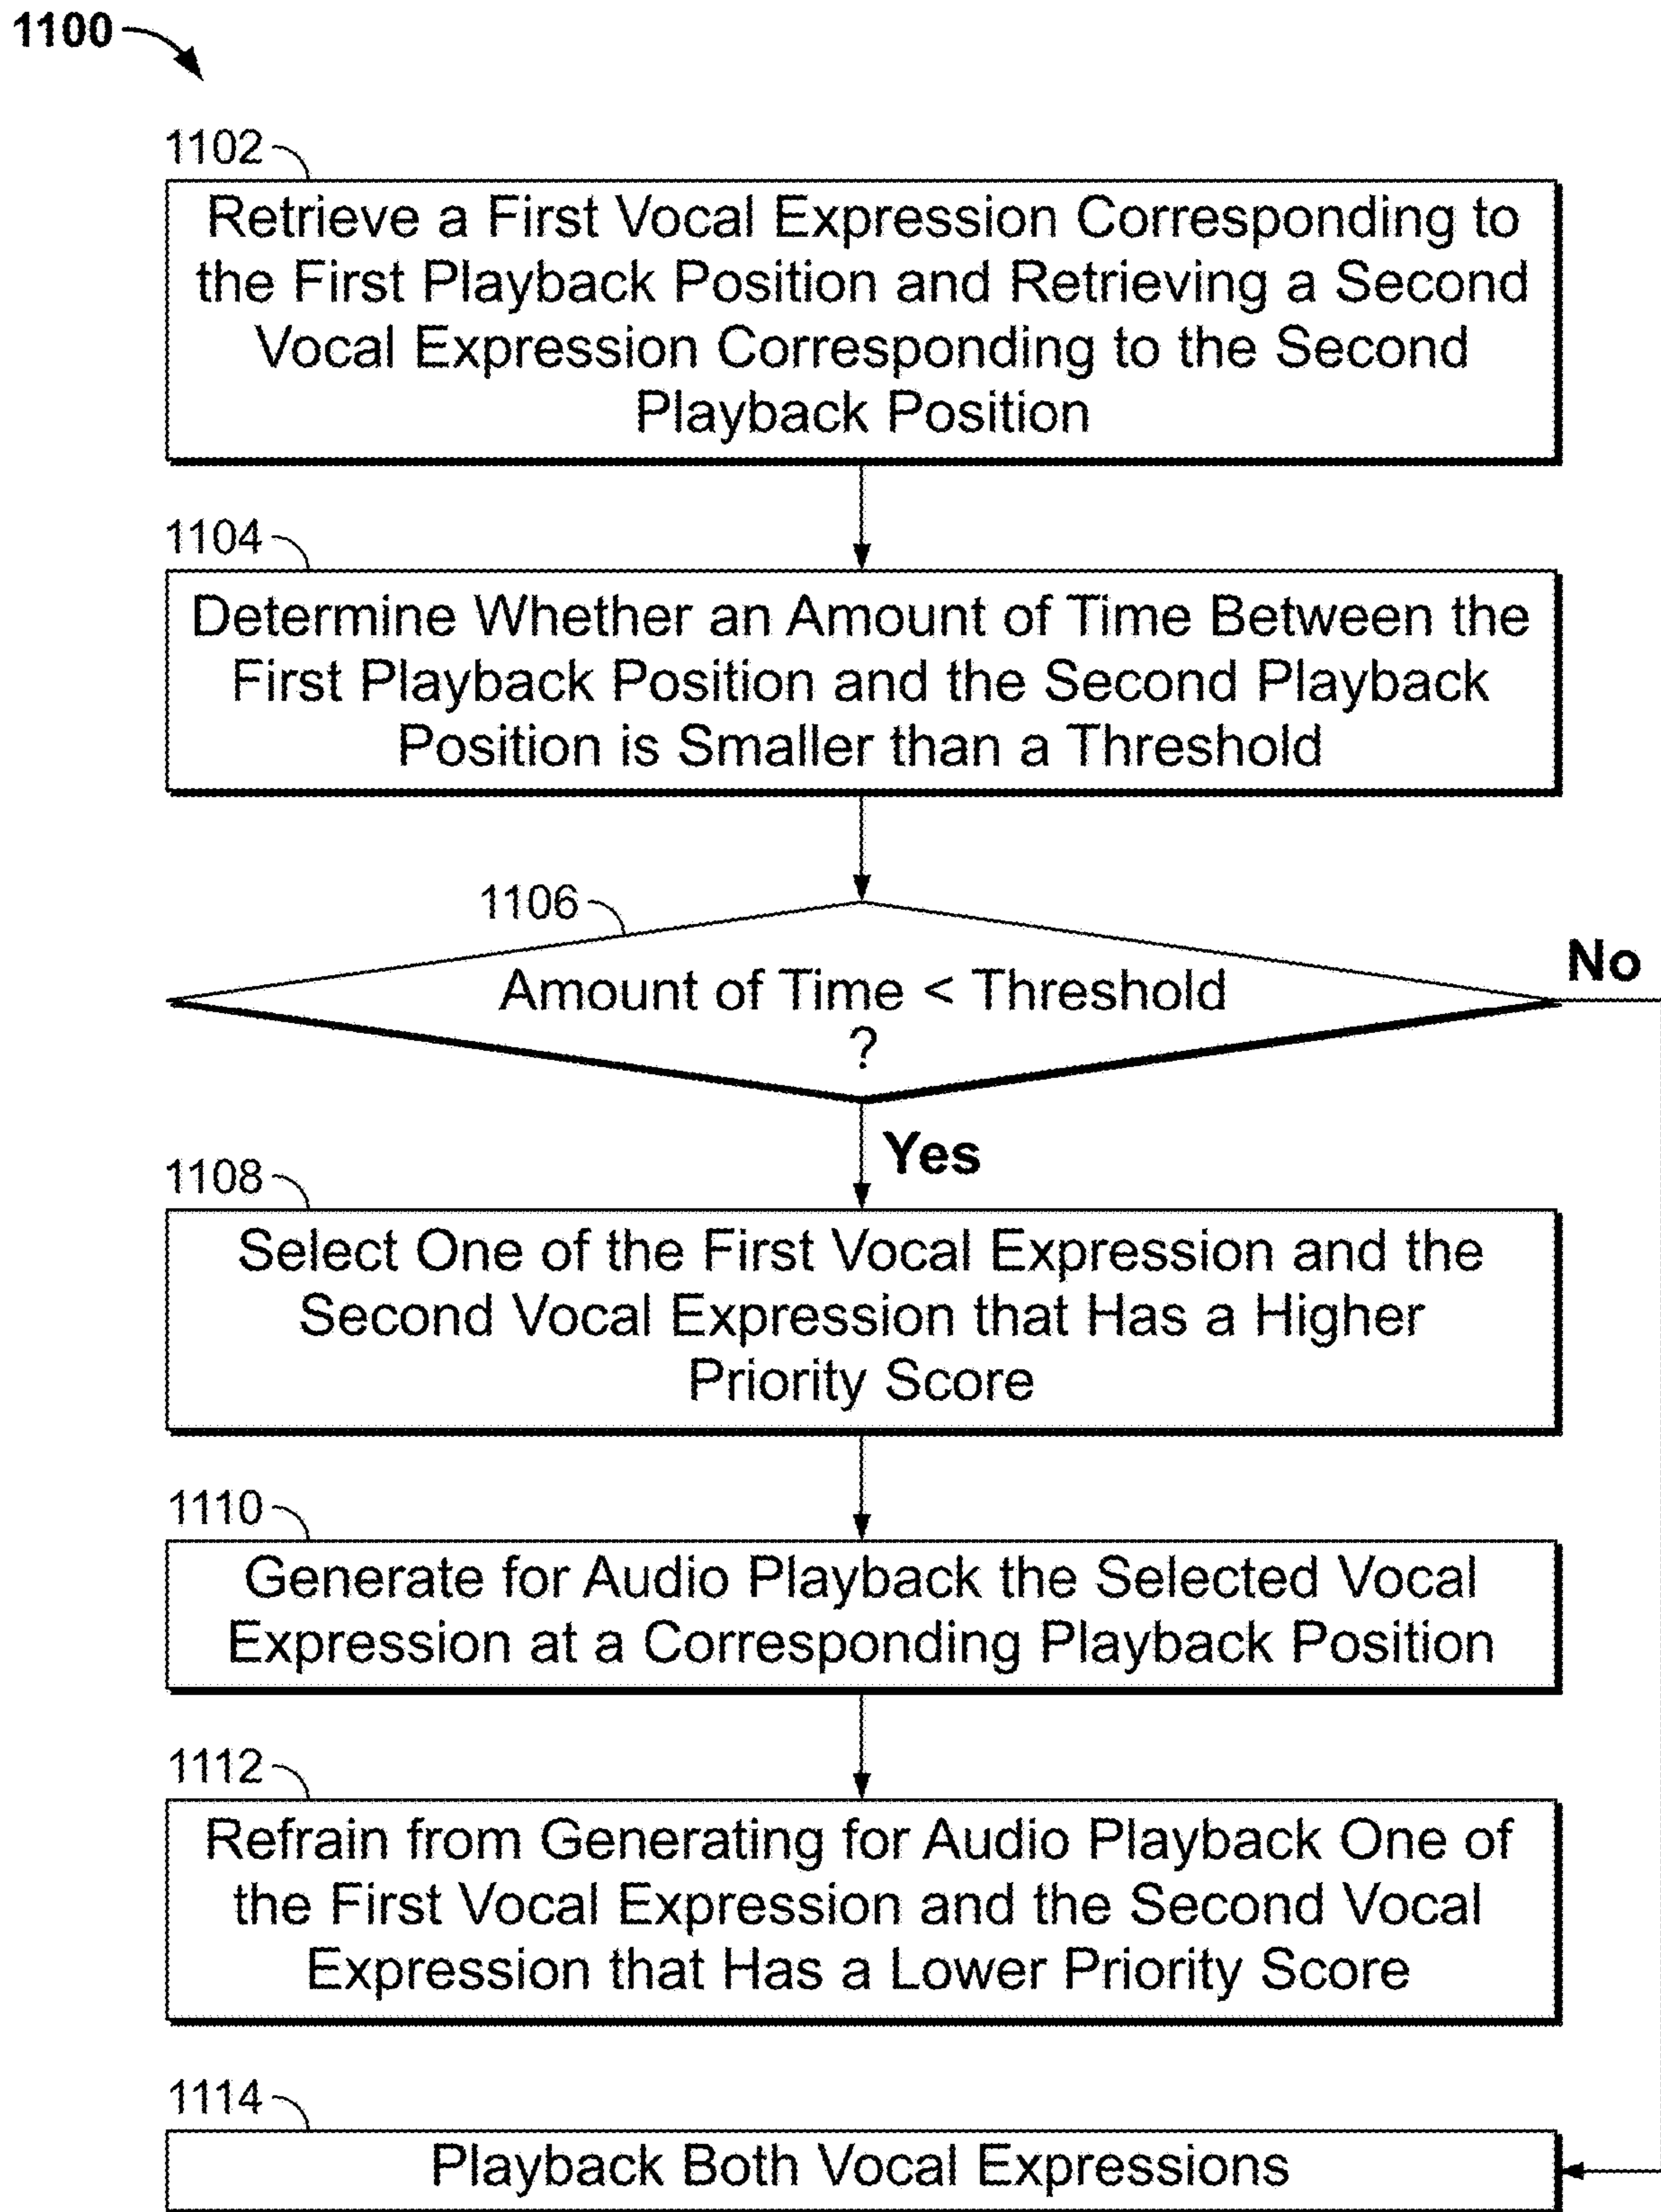 1100
1102
Retrieve a First Vocal Expression Corresponding to
the First Playback Position and Retrieving a Second
Vocal Expression Corresponding to the Second
Playback Position
1104
Determine Whether an Amount of Time Between the
First Playback Position and the Second Playback
Position is Smaller than a Threshold
1106
Amount of Time < Threshold
?
No
Yes
1108
Select One of the First Vocal Expression and the
Second Vocal Expression that Has a Higher
Priority Score
1110
Generate for Audio Playback the Selected Vocal
Expression at a Corresponding Playback Position
1112
Refrain from Generating for Audio Playback One of
the First Vocal Expression and the Second Vocal
Expression that Has a Lower Priority Score
1114
Playback Both Vocal Expressions